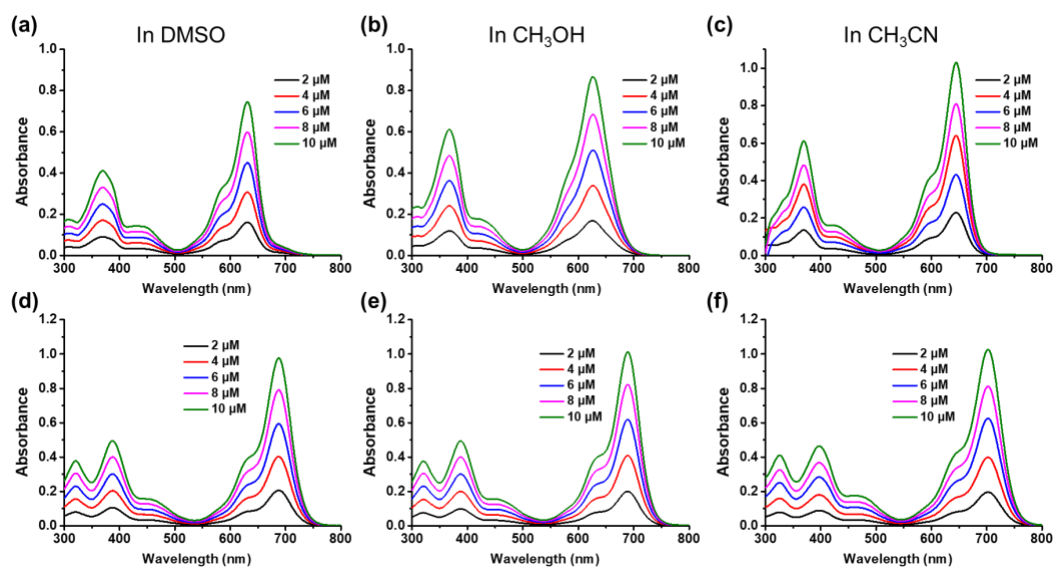 (a) In DMSO
1.0
0.8
0.6
0.4
0.2
0.0
Absorbance
2 µM
4 µM
6 µM
8 µM
10 µM
300 400 500 600 700 800
Wavelength (nm)
(b) In CH₃OH
1.0
0.8
0.6
0.4
0.2
0.0
Absorbance
2 µM
4 µM
6 µM
8 µM
10 µM
300 400 500 600 700 800
Wavelength (nm)
(c) In CH₃CN
1.0
0.8
0.6
0.4
0.2
0.0
Absorbance
2 µM
4 µM
6 µM
8 µM
10 µM
300 400 500 600 700 800
Wavelength (nm)
(d)
1.2
1.0
0.8
0.6
0.4
0.2
0.0
Absorbance
2 µM
4 µM
6 µM
8 µM
10 µM
300 400 500 600 700 800
Wavelength (nm)
(e)
1.2
1.0
0.8
0.6
0.4
0.2
0.0
Absorbance
2 µM
4 µM
6 µM
8 µM
10 µM
300 400 500 600 700 800
Wavelength (nm)
(f)
1.2
1.0
0.8
0.6
0.4
0.2
0.0
Absorbance
2 µM
4 µM
6 µM
8 µM
10 µM
300 400 500 600 700 800
Wavelength (nm)